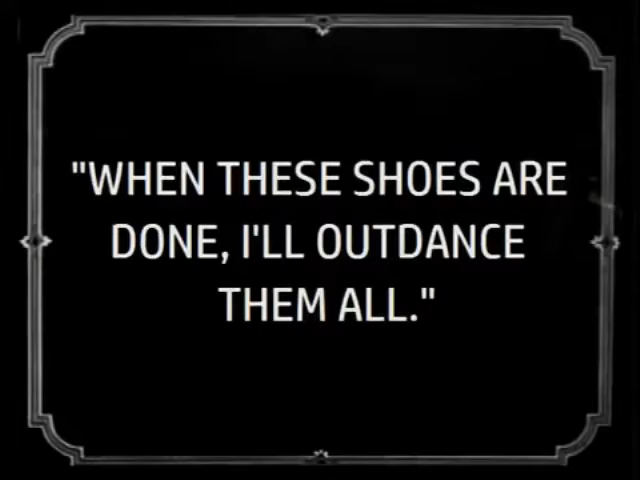 "WHEN THESE SHOES ARE
DONE, I'LL OUTDANCE
THEM ALL."